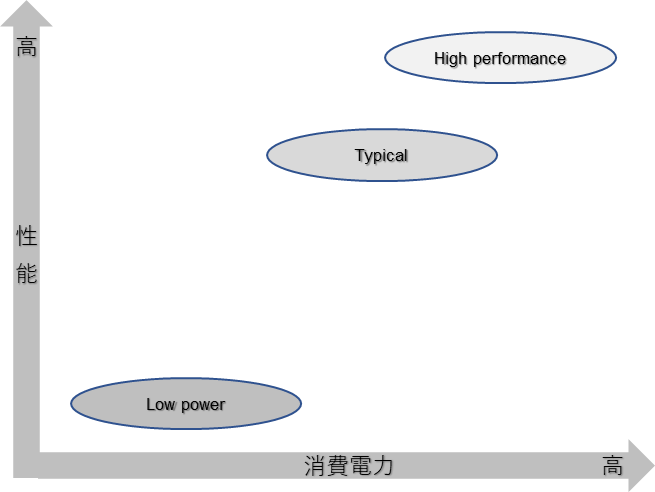 高
High performance
Typical
性
能
Low power
消費電力
高